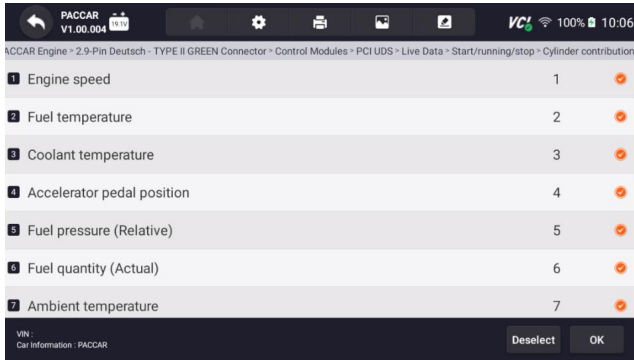 PACCAR
V1.00.004
19.1V
VC!
100%
10:06
ACCAR Engine > 2.9-Pin Deutsch - TYPE II GREEN Connector > Control Modules > PCI UDS > Live Data > Start/running/stop > Cylinder contribution
1 Engine speed 1
2 Fuel temperature 2
3 Coolant temperature 3
4 Accelerator pedal position 4
5 Fuel pressure (Relative) 5
6 Fuel quantity (Actual) 6
7 Ambient temperature 7
VIN :
Car Information : PACCAR
Deselect
OK